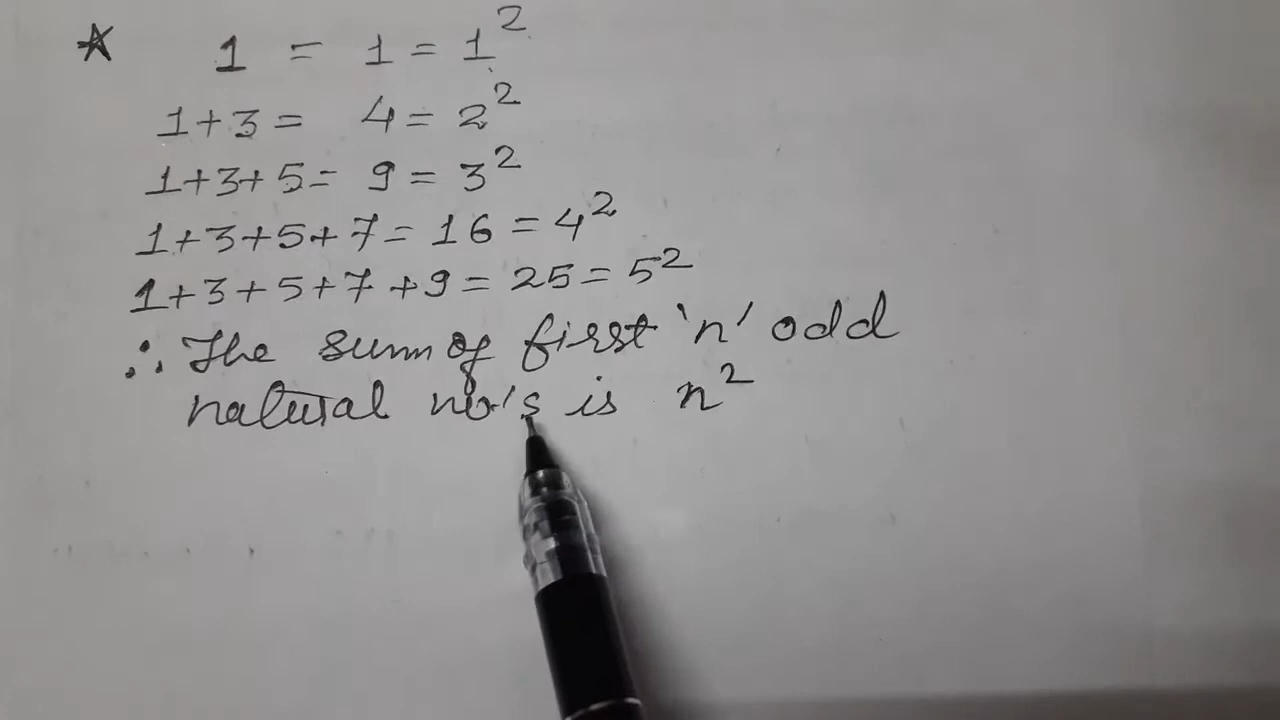 ☆ 1 = 1 = 1²
1+3 = 4 = 2²
1+3+5= 9 = 3²
1+3+5+7= 16 = 4²
1+3+5+7+9= 25 = 5²
∴ The sum of first 'n' odd
natural no's is n²